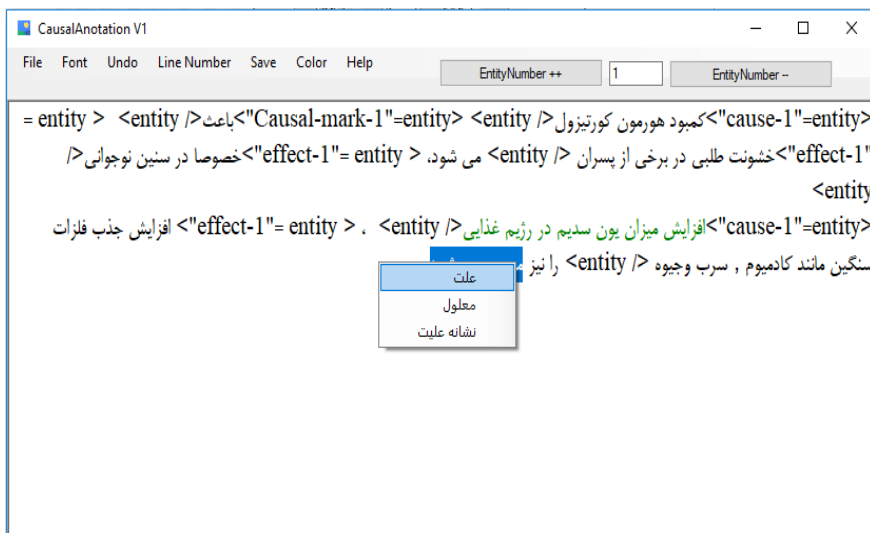 CausalAnotation V1
File Font Undo Line Number Save Color Help
EntityNumber ++ 1 EntityNumber --
<entity="cause-1">کمبود هورمون کورتیزول</entity> <entity="Causal-mark-1">باعث</entity> < entity =
"effect-1">خشونت طلبی در برخی از پسران </entity> می شود، < entity ="effect-1">خصوصا در سنین نوجوانی</
entity>
<entity="cause-1">افزایش میزان یون سدیم در رژیم غذایی</entity> ، < entity ="effect-1"> افزایش جذب فلزات
سنگین مانند کادمیوم , سرب وجیوه </entity> را نیز
علت
معلول
نشانه علیت